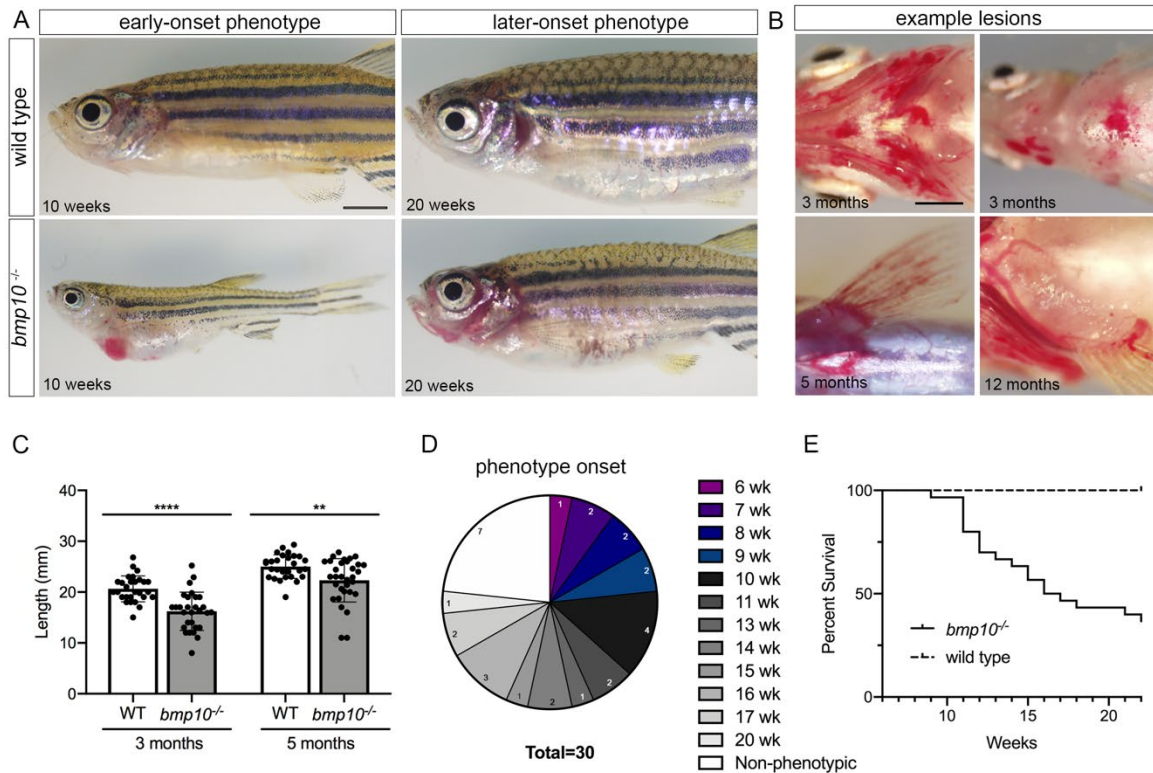 A
early-onset phenotype
later-onset phenotype
wild type
10 weeks
20 weeks
bmp10 -/-
10 weeks
20 weeks
B
example lesions
3 months
3 months
5 months
12 months
C
Length (mm)
40
30
20
10
0
****
**
WT
bmp10-/-
WT
bmp10-/-
3 months
5 months
D
phenotype onset
1
2
2
2
4
2
1
2
1
3
2
1
7
Total=30
6 wk
7 wk
8 wk
9 wk
10 wk
11 wk
13 wk
14 wk
15 wk
16 wk
17 wk
20 wk
Non-phenotypic
E
Percent Survival
100
50
0
bmp10-/-
wild type
10
15
20
Weeks